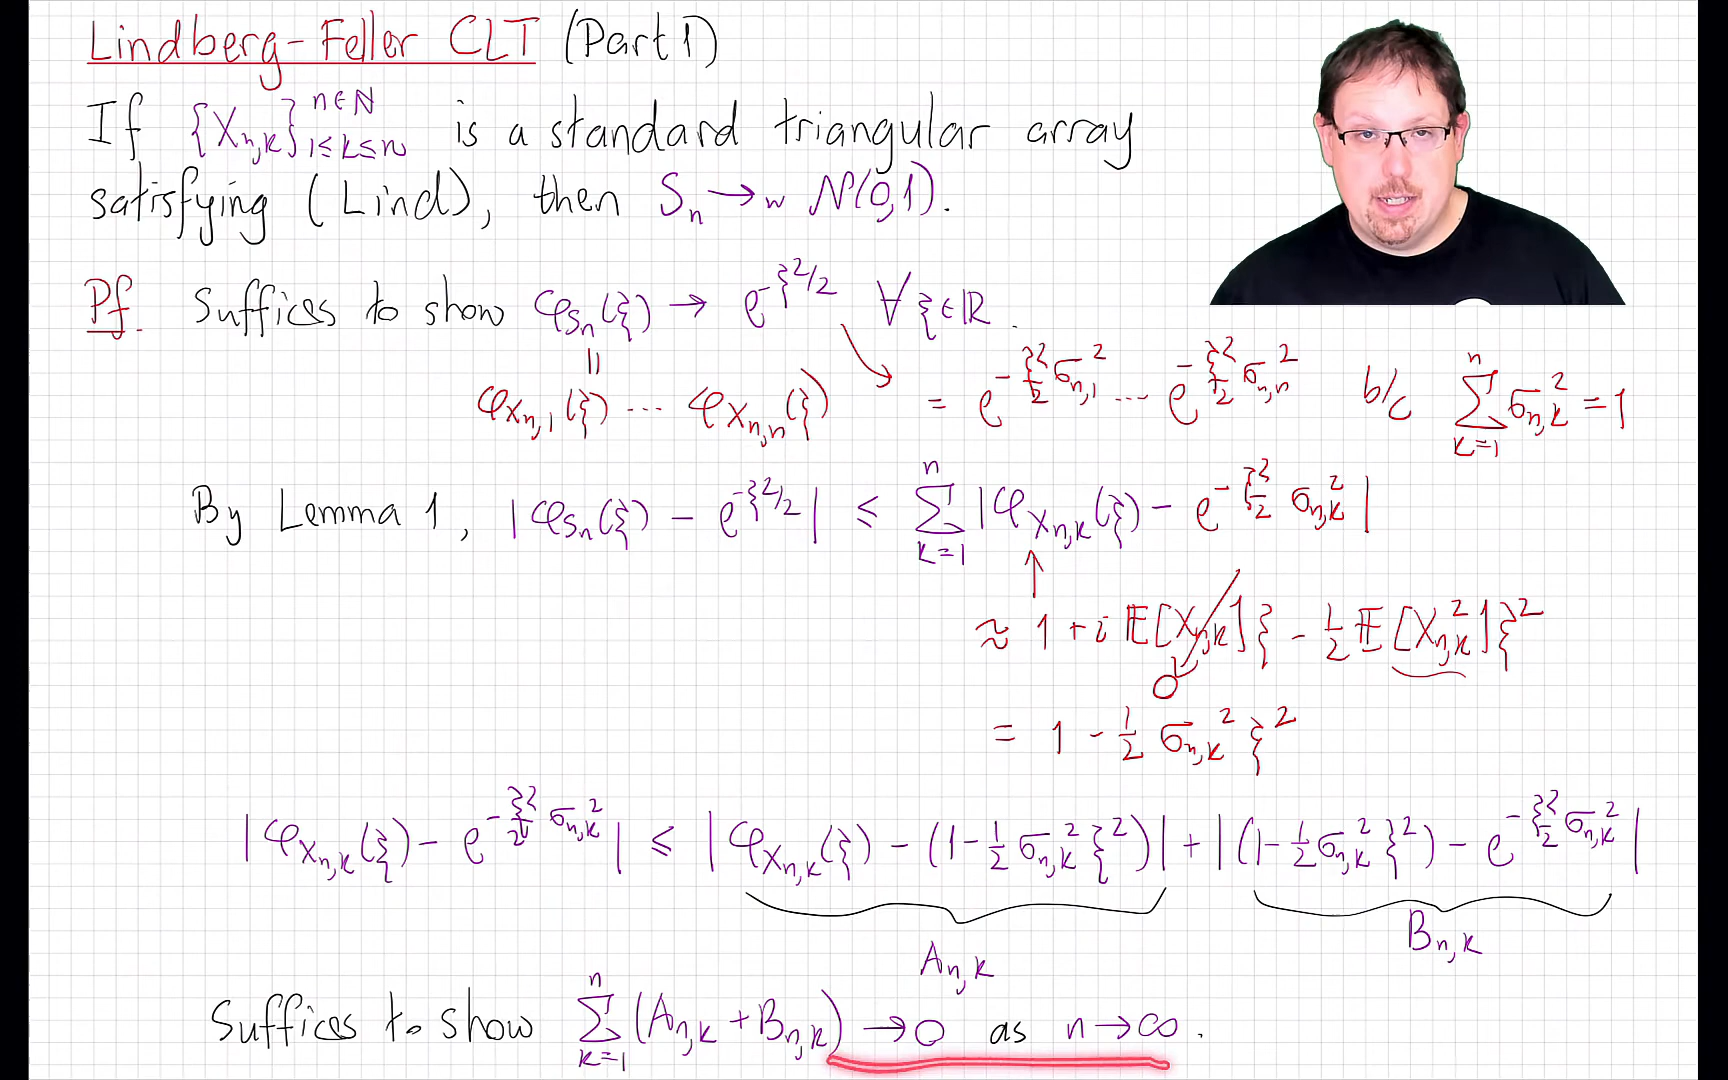 Lindberg-Feller CLT (Part 1)
If {X_{n,k}}_{1≤k≤n}^{n∈ℕ} is a standard triangular array
satisfying (Lind), then S_n →_w N(0,1).
Pf. Suffices to show φ_{S_n}(ξ) → e^{-ξ²/2} ∀ ξ∈ℝ.
=
φ_{X_{n,1}}(ξ) ... φ_{X_{n,n}}(ξ) = e^{-ξ²/2 σ_{n,1}²} ... e^{-ξ²/2 σ_{n,n}²} b/c Σ_{k=1}^{n} σ_{n,k}² = 1
By Lemma 1, |φ_{S_n}(ξ) - e^{-ξ²/2}| ≤ Σ_{k=1}^{n} |φ_{X_{n,k}}(ξ) - e^{-ξ²/2 σ_{n,k}²}|
≈ 1 + i 𝔼[X_{n,k}]ξ - 1/2 𝔼[X_{n,k}²]ξ²
0
= 1 - 1/2 σ_{n,k}² ξ²
|φ_{X_{n,k}}(ξ) - e^{-ξ²/2 σ_{n,k}²}| ≤ |φ_{X_{n,k}}(ξ) - (1 - 1/2 σ_{n,k}² ξ²)| + |(1 - 1/2 σ_{n,k}² ξ²) - e^{-ξ²/2 σ_{n,k}²}|
A_{n,k} B_{n,k}
Suffices to show Σ_{k=1}^{n} (A_{n,k} + B_{n,k}) → 0 as n → ∞.